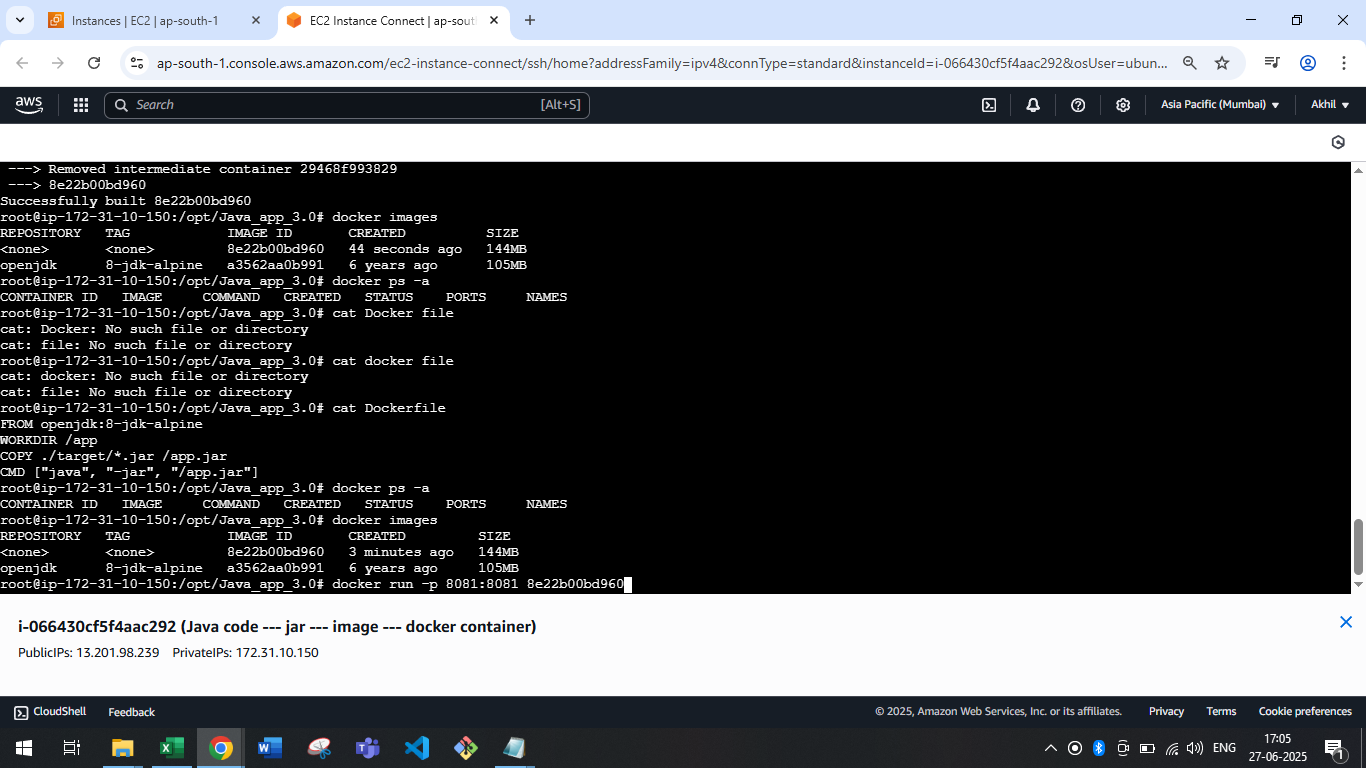 Instances | EC2 | ap-south-1
EC2 Instance Connect | ap-sout
ap-south-1.console.aws.amazon.com/ec2-instance-connect/ssh/home?addressFamily=ipv4&connType=standard&instanceId=i-066430cf5f4aac292&osUser=ubun...
aws
Search
[Alt+S]
Asia Pacific (Mumbai)
Akhil
---> Removed intermediate container 29468f993829
---> 8e22b00bd960
Successfully built 8e22b00bd960
root@ip-172-31-10-150:/opt/Java_app_3.0# docker images
REPOSITORY   TAG            IMAGE ID       CREATED          SIZE
<none>       <none>         8e22b00bd960   44 seconds ago   144MB
openjdk      8-jdk-alpine   a3562aa0b991   6 years ago      105MB
root@ip-172-31-10-150:/opt/Java_app_3.0# docker ps -a
CONTAINER ID   IMAGE     COMMAND   CREATED   STATUS    PORTS     NAMES
root@ip-172-31-10-150:/opt/Java_app_3.0# cat Docker file
cat: Docker: No such file or directory
cat: file: No such file or directory
root@ip-172-31-10-150:/opt/Java_app_3.0# cat docker file
cat: docker: No such file or directory
cat: file: No such file or directory
root@ip-172-31-10-150:/opt/Java_app_3.0# cat Dockerfile
FROM openjdk:8-jdk-alpine
WORKDIR /app
COPY ./target/*.jar /app.jar
CMD ["java", "-jar", "/app.jar"]
root@ip-172-31-10-150:/opt/Java_app_3.0# docker ps -a
CONTAINER ID   IMAGE     COMMAND   CREATED   STATUS    PORTS     NAMES
root@ip-172-31-10-150:/opt/Java_app_3.0# docker images
REPOSITORY   TAG            IMAGE ID       CREATED         SIZE
<none>       <none>         8e22b00bd960   3 minutes ago   144MB
openjdk      8-jdk-alpine   a3562aa0b991   6 years ago     105MB
root@ip-172-31-10-150:/opt/Java_app_3.0# docker run -p 8081:8081 8e22b00bd960
i-066430cf5f4aac292 (Java code --- jar --- image --- docker container)
PublicIPs: 13.201.98.239 PrivateIPs: 172.31.10.150
CloudShell
Feedback
© 2025, Amazon Web Services, Inc. or its affiliates.
Privacy
Terms
Cookie preferences
ENG
17:05
27-06-2025
1